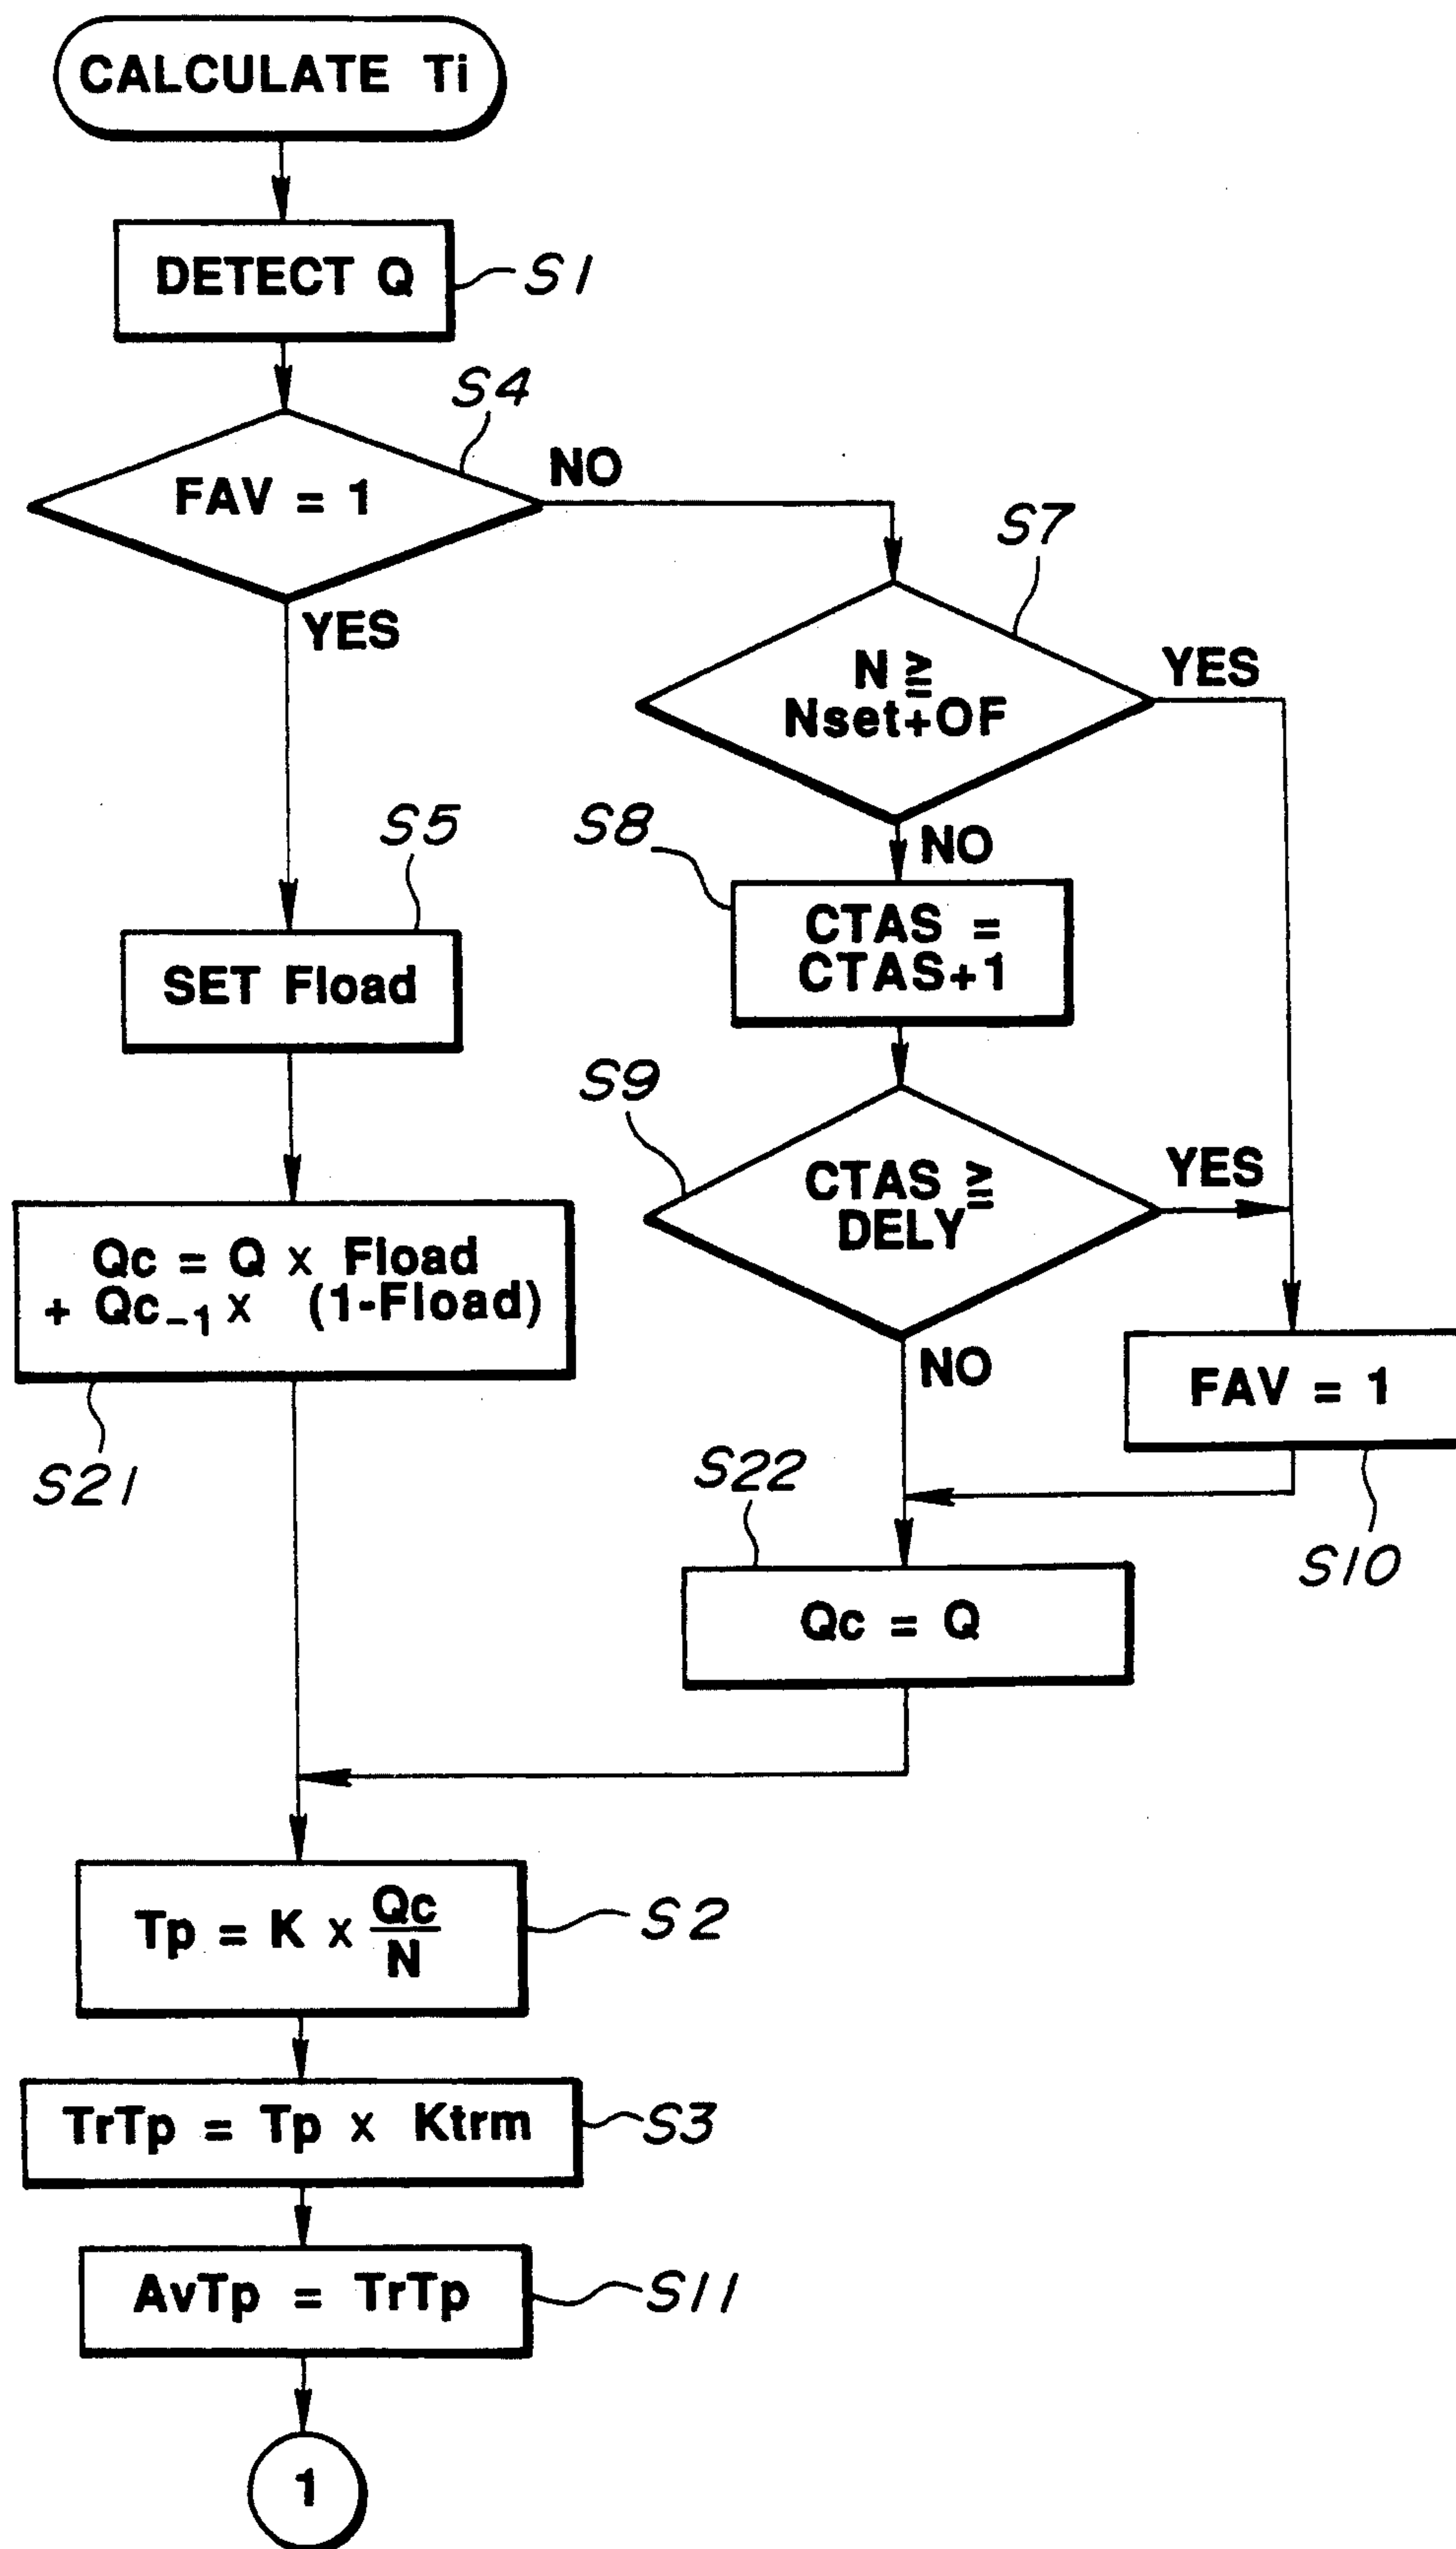 CALCULATE Ti
DETECT Q
S1
S4
FAV = 1
NO
YES
S7
N ≧
Nset+OF
YES
NO
S8
CTAS =
CTAS+1
S5
SET Fload
S9
CTAS ≧
DELY
YES
NO
Qc = Q x Fload
+ Qc-1 x (1-Fload)
S21
FAV = 1
S10
S22
Qc = Q
Tp = K x Qc
N
S2
TrTp = Tp x Ktrm
S3
AvTp = TrTp
S11
1